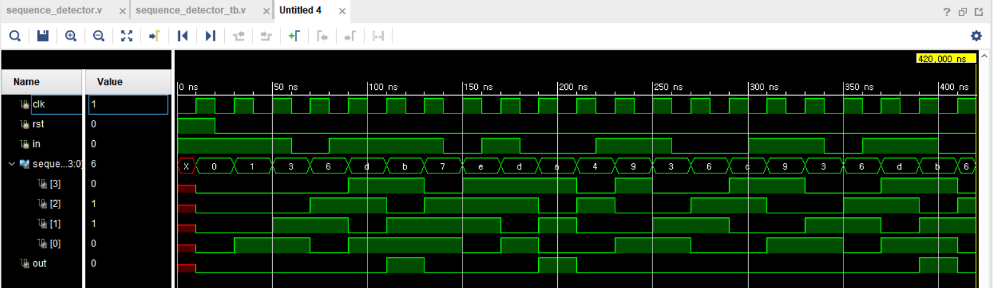 sequence_detector.v × sequence_detector_tb.v × Untitled 4 ×
420,000 ns
Name Value
0 ns 50 ns 100 ns 150 ns 200 ns 250 ns 300 ns 350 ns 400 ns
clk 1
rst 0
in 0
seque...3:0] 6 X 0 1 3 6 d b 7 e d a 4 9 3 6 c 9 3 6 d b 6
[3] 0
[2] 1
[1] 1
[0] 0
out 0